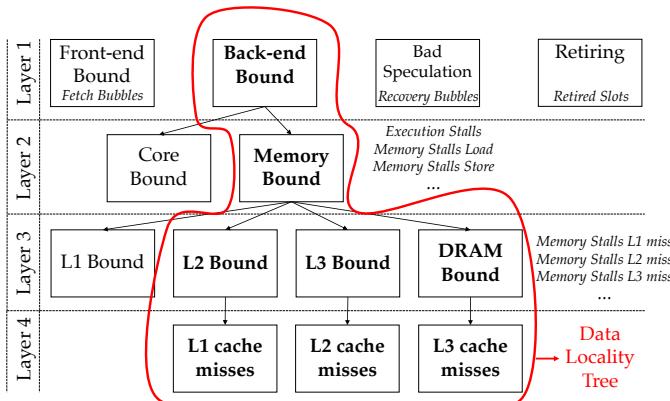 Layer 1
Front-end
Bound
Fetch Bubbles
Back-end
Bound
Bad
Speculation
Recovery Bubbles
Retiring
Retired Slots
Layer 2
Core
Bound
Memory
Bound
Execution Stalls
Memory Stalls Load
Memory Stalls Store
...
Layer 3
L1 Bound
L2 Bound
L3 Bound
DRAM
Bound
Memory Stalls L1 miss
Memory Stalls L2 miss
Memory Stalls L3 miss
...
Layer 4
L1 cache
misses
L2 cache
misses
L3 cache
misses
Data
Locality
Tree